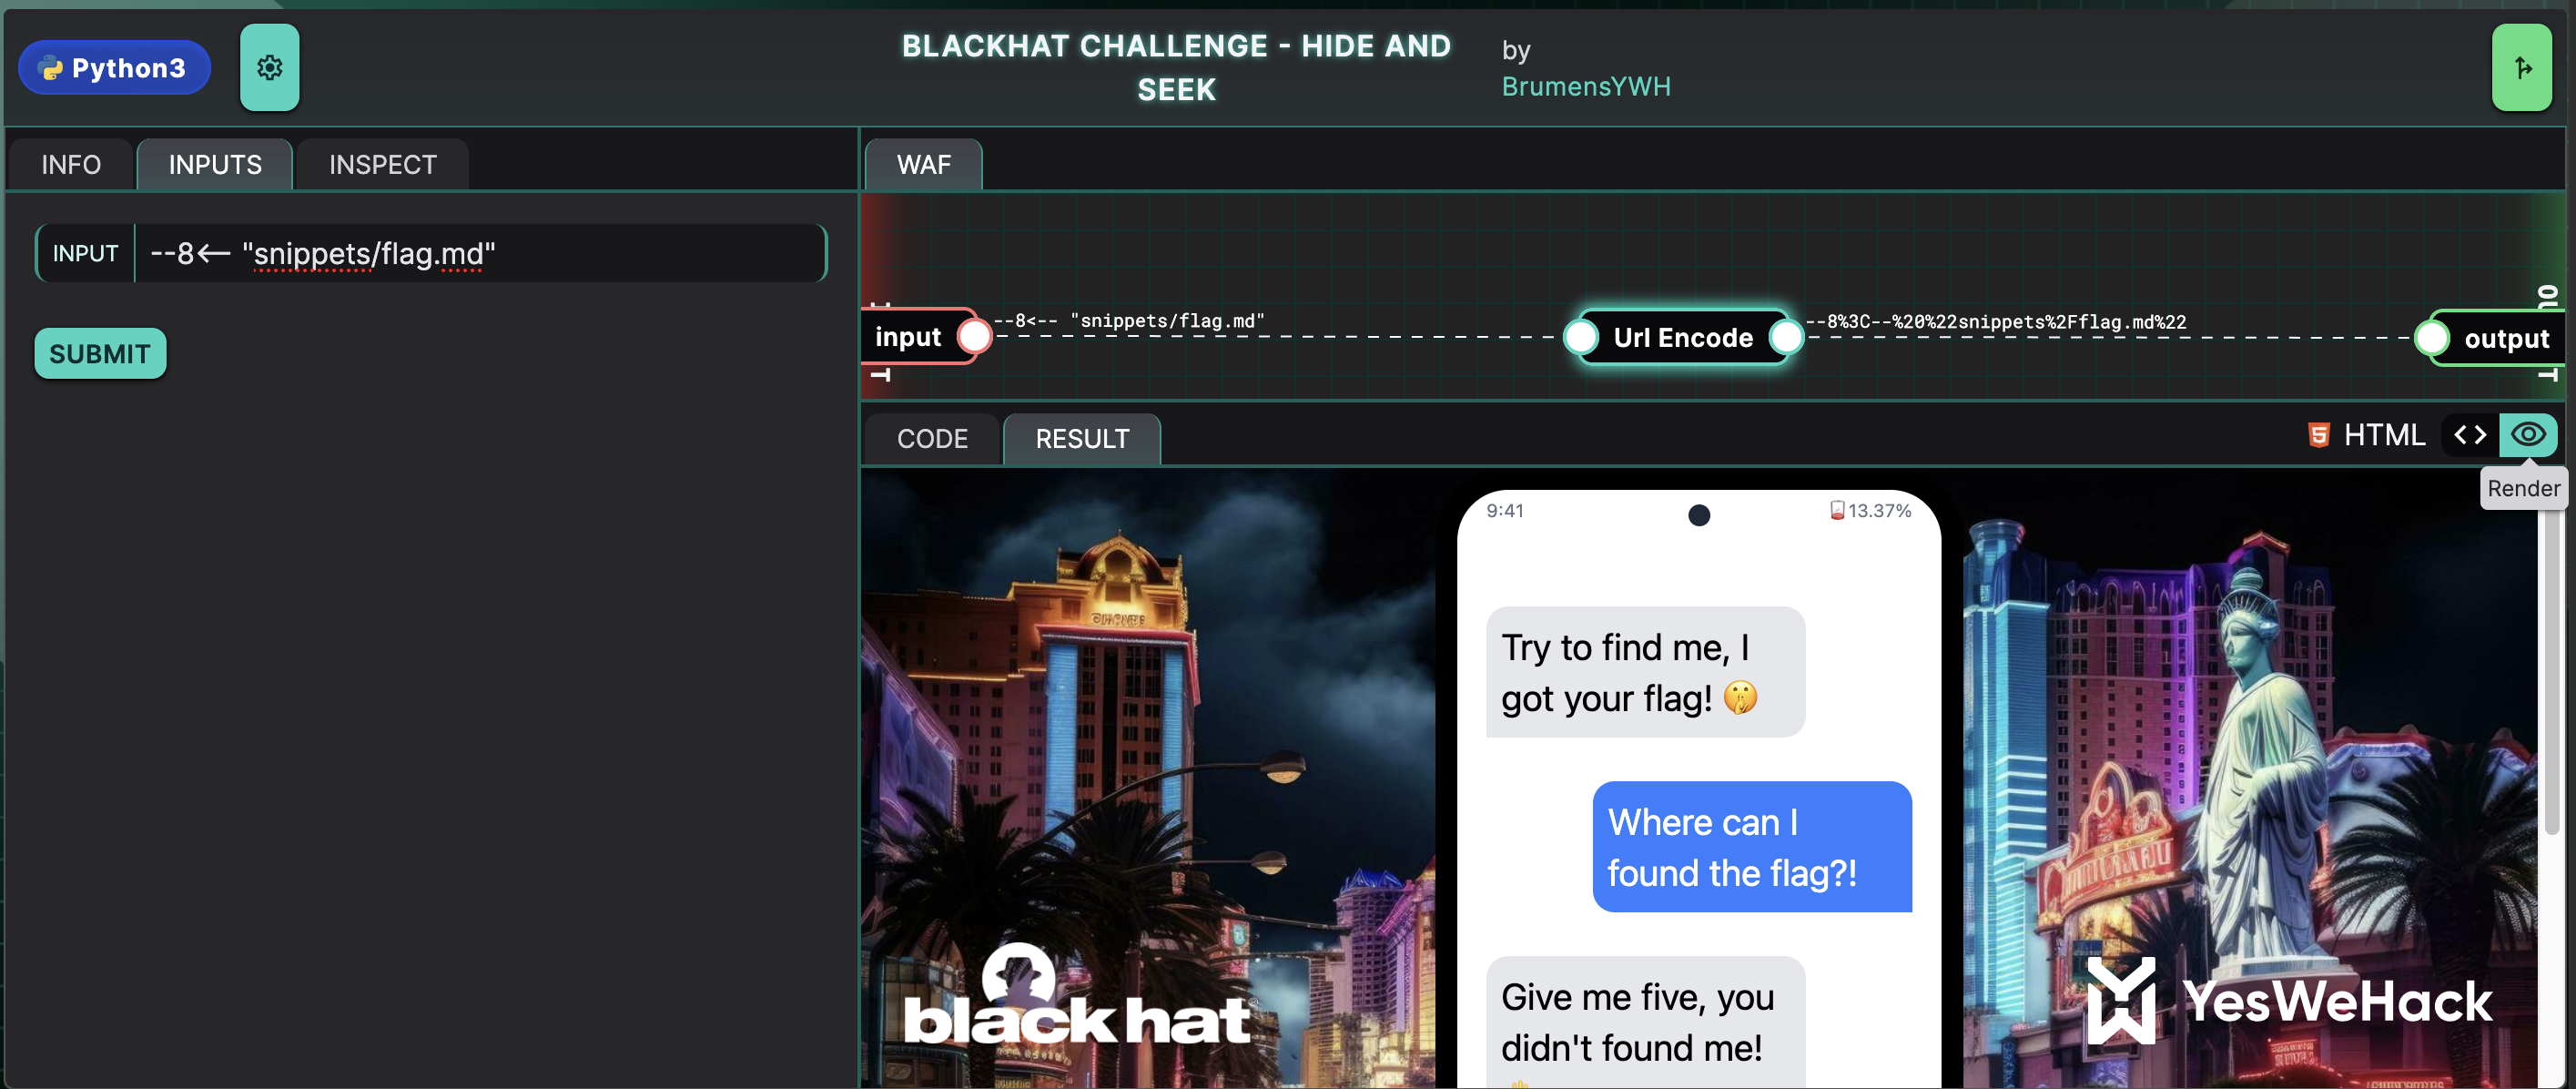 Python3
BLACKHAT CHALLENGE - HIDE AND
SEEK
by
BrumensYWH
INFO
INPUTS
INSPECT
WAF
INPUT
--8<-- "snippets/flag.md"
SUBMIT
input
--8<-- "snippets/flag.md"
Url Encode
--8%3C--%20%22snippets%2Fflag.md%22
output
CODE
RESULT
HTML
Render
9:41
13.37%
Try to find me, I
got your flag! 🤫
Where can I
found the flag?!
Give me five, you
didn't found me!
black hat
YesWeHack